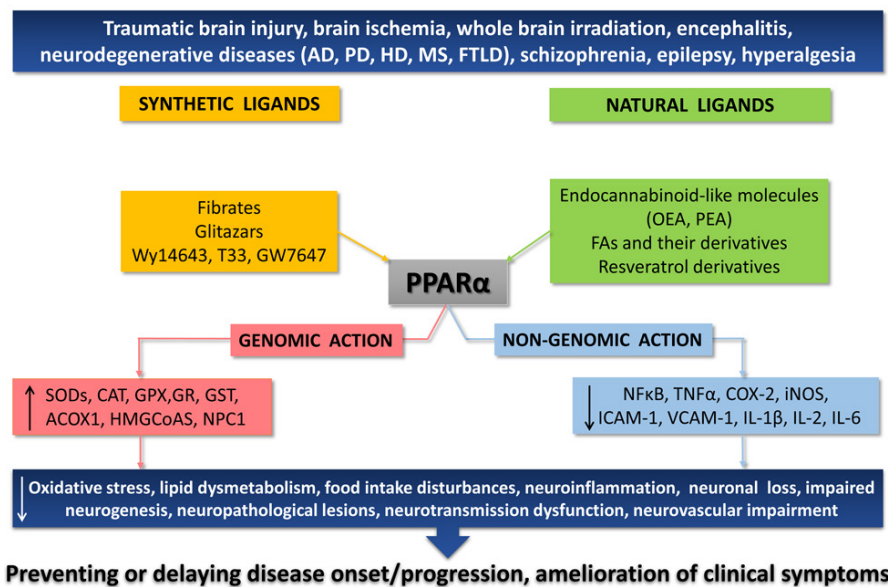 Traumatic brain injury, brain ischemia, whole brain irradiation, encephalitis,
neurodegenerative diseases (AD, PD, HD, MS, FTLD), schizophrenia, epilepsy, hyperalgesia
SYNTHETIC LIGANDS
NATURAL LIGANDS
Fibrates
Glitazars
Wy14643, T33, GW7647
Endocannabinoid-like molecules
(OEA, PEA)
FAs and their derivatives
Resveratrol derivatives
PPARα
GENOMIC ACTION
NON-GENOMIC ACTION
SODs, CAT, GPX,GR, GST,
ACOX1, HMGCoAS, NPC1
NFκB, TNFα, COX-2, iNOS,
ICAM-1, VCAM-1, IL-1β, IL-2, IL-6
Oxidative stress, lipid dysmetabolism, food intake disturbances, neuroinflammation, neuronal loss, impaired
neurogenesis, neuropathological lesions, neurotransmission dysfunction, neurovascular impairment
Preventing or delaying disease onset/progression, amelioration of clinical symptoms